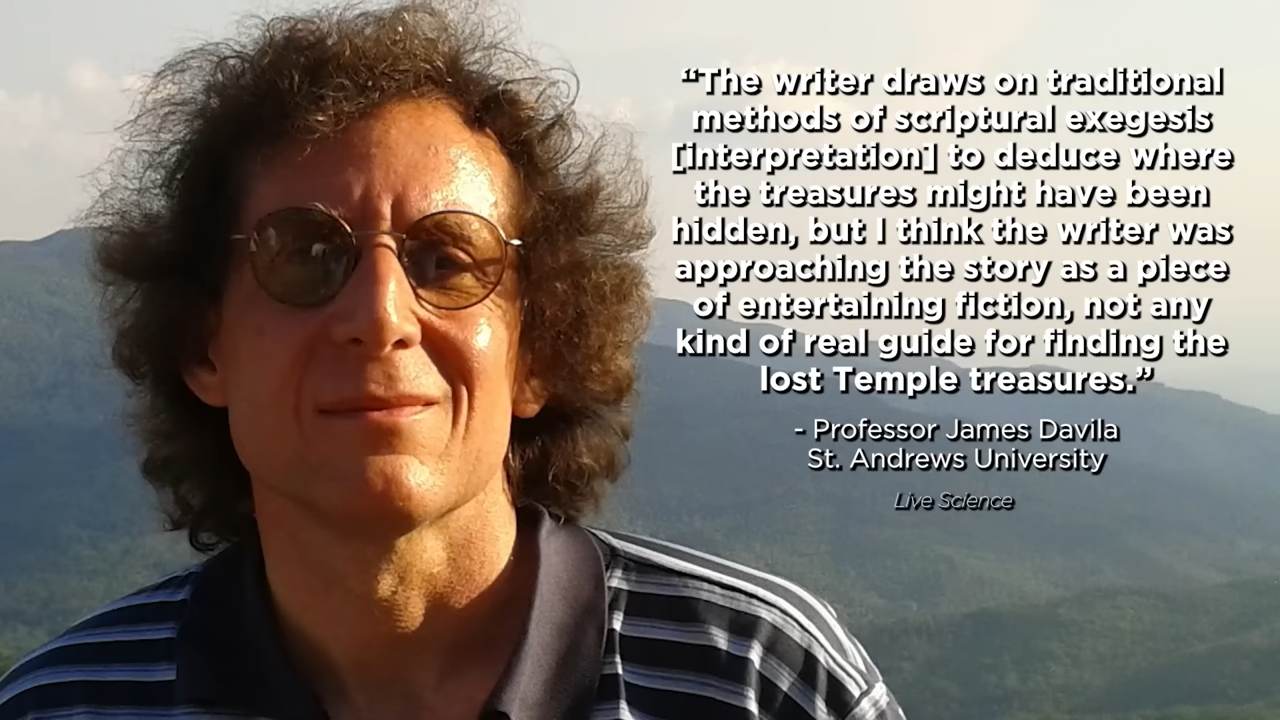 “The writer draws on traditional
methods of scriptural exegesis
[interpretation] to deduce where
the treasures might have been
hidden, but I think the writer was
approaching the story as a piece
of entertaining fiction, not any
kind of real guide for finding the
lost Temple treasures.”
- Professor James Davila
St. Andrews University
Live Science